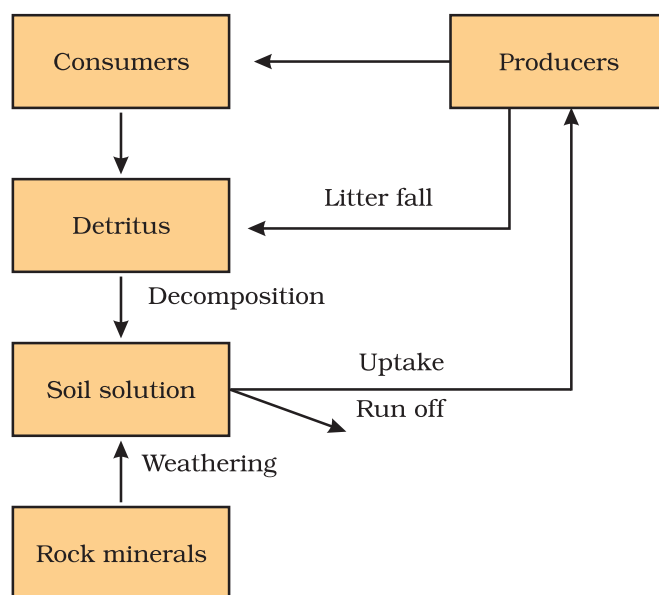 Consumers
Producers
Litter fall
Detritus
Decomposition
Uptake
Soil solution
Run off
Weathering
Rock minerals